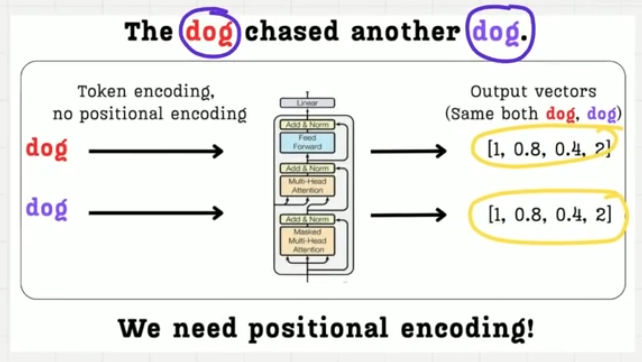 The dog chased another dog.
Token encoding,
no positional encoding
Output vectors
(Same both dog, dog)
dog
[1, 0.8, 0.4, 2]
dog
[1, 0.8, 0.4, 2]
Linear
Add & Norm
Feed
Forward
Add & Norm
Multi-Head
Attention
Add & Norm
Masked
Multi-Head
Attention
We need positional encoding!